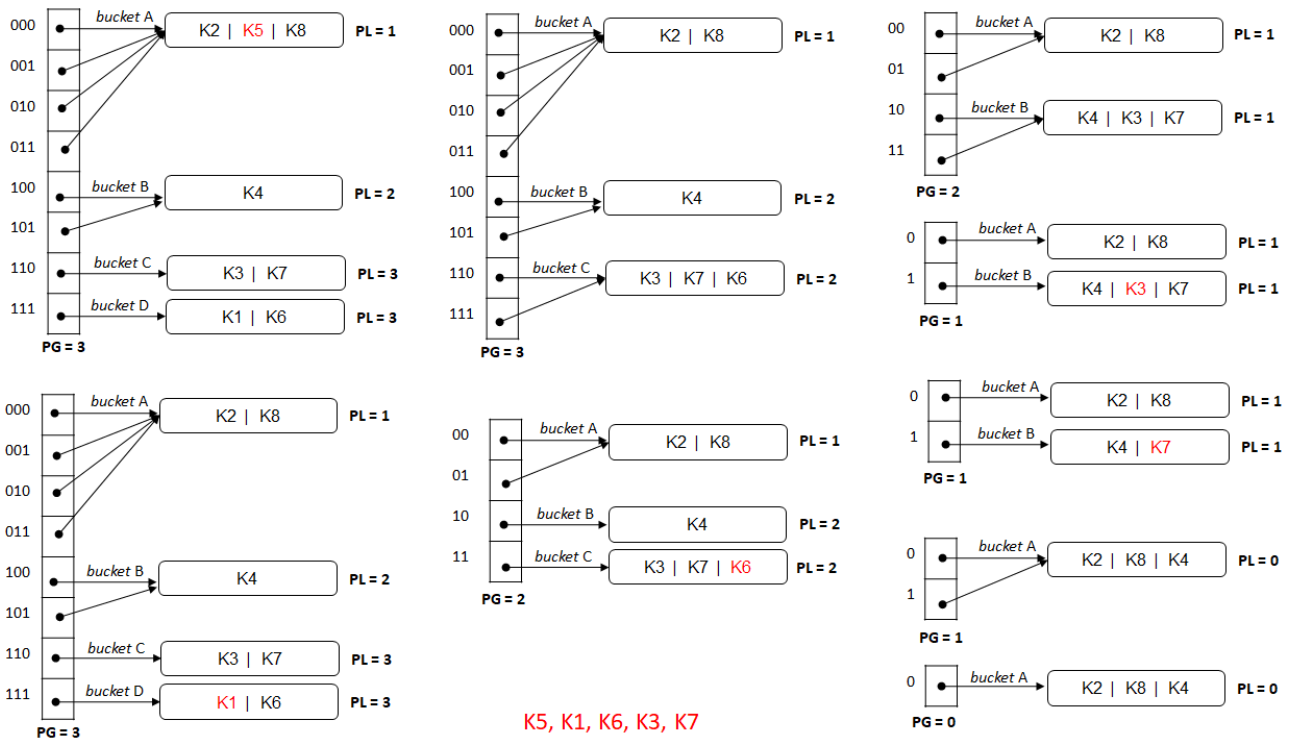 bucket A
000 K2 | K5 | K8 PL = 1
001
010
011
100 bucket B K4 PL = 2
101
110 bucket C K3 | K7 PL = 3
111 bucket D K1 | K6 PL = 3
PG = 3
bucket A
000 K2 | K8 PL = 1
001
010
011
100 bucket B K4 PL = 2
101
110 bucket C K3 | K7 PL = 3
111 bucket D K1 | K6 PL = 3
PG = 3
bucket A
000 K2 | K8 PL = 1
001
010
011
100 bucket B K4 PL = 2
101
110 bucket C K3 | K7 | K6 PL = 2
111
PG = 3
00 bucket A K2 | K8 PL = 1
01
10 bucket B K4 PL = 2
11 bucket C K3 | K7 | K6 PL = 2
PG = 2
K5, K1, K6, K3, K7
00 bucket A K2 | K8 PL = 1
01
10 bucket B K4 | K3 | K7 PL = 1
11
PG = 2
0 bucket A K2 | K8 PL = 1
1 bucket B K4 | K3 | K7 PL = 1
PG = 1
0 bucket A K2 | K8 PL = 1
1 bucket B K4 | K7 PL = 1
PG = 1
0 bucket A K2 | K8 | K4 PL = 0
1
PG = 1
0 bucket A K2 | K8 | K4 PL = 0
PG = 0